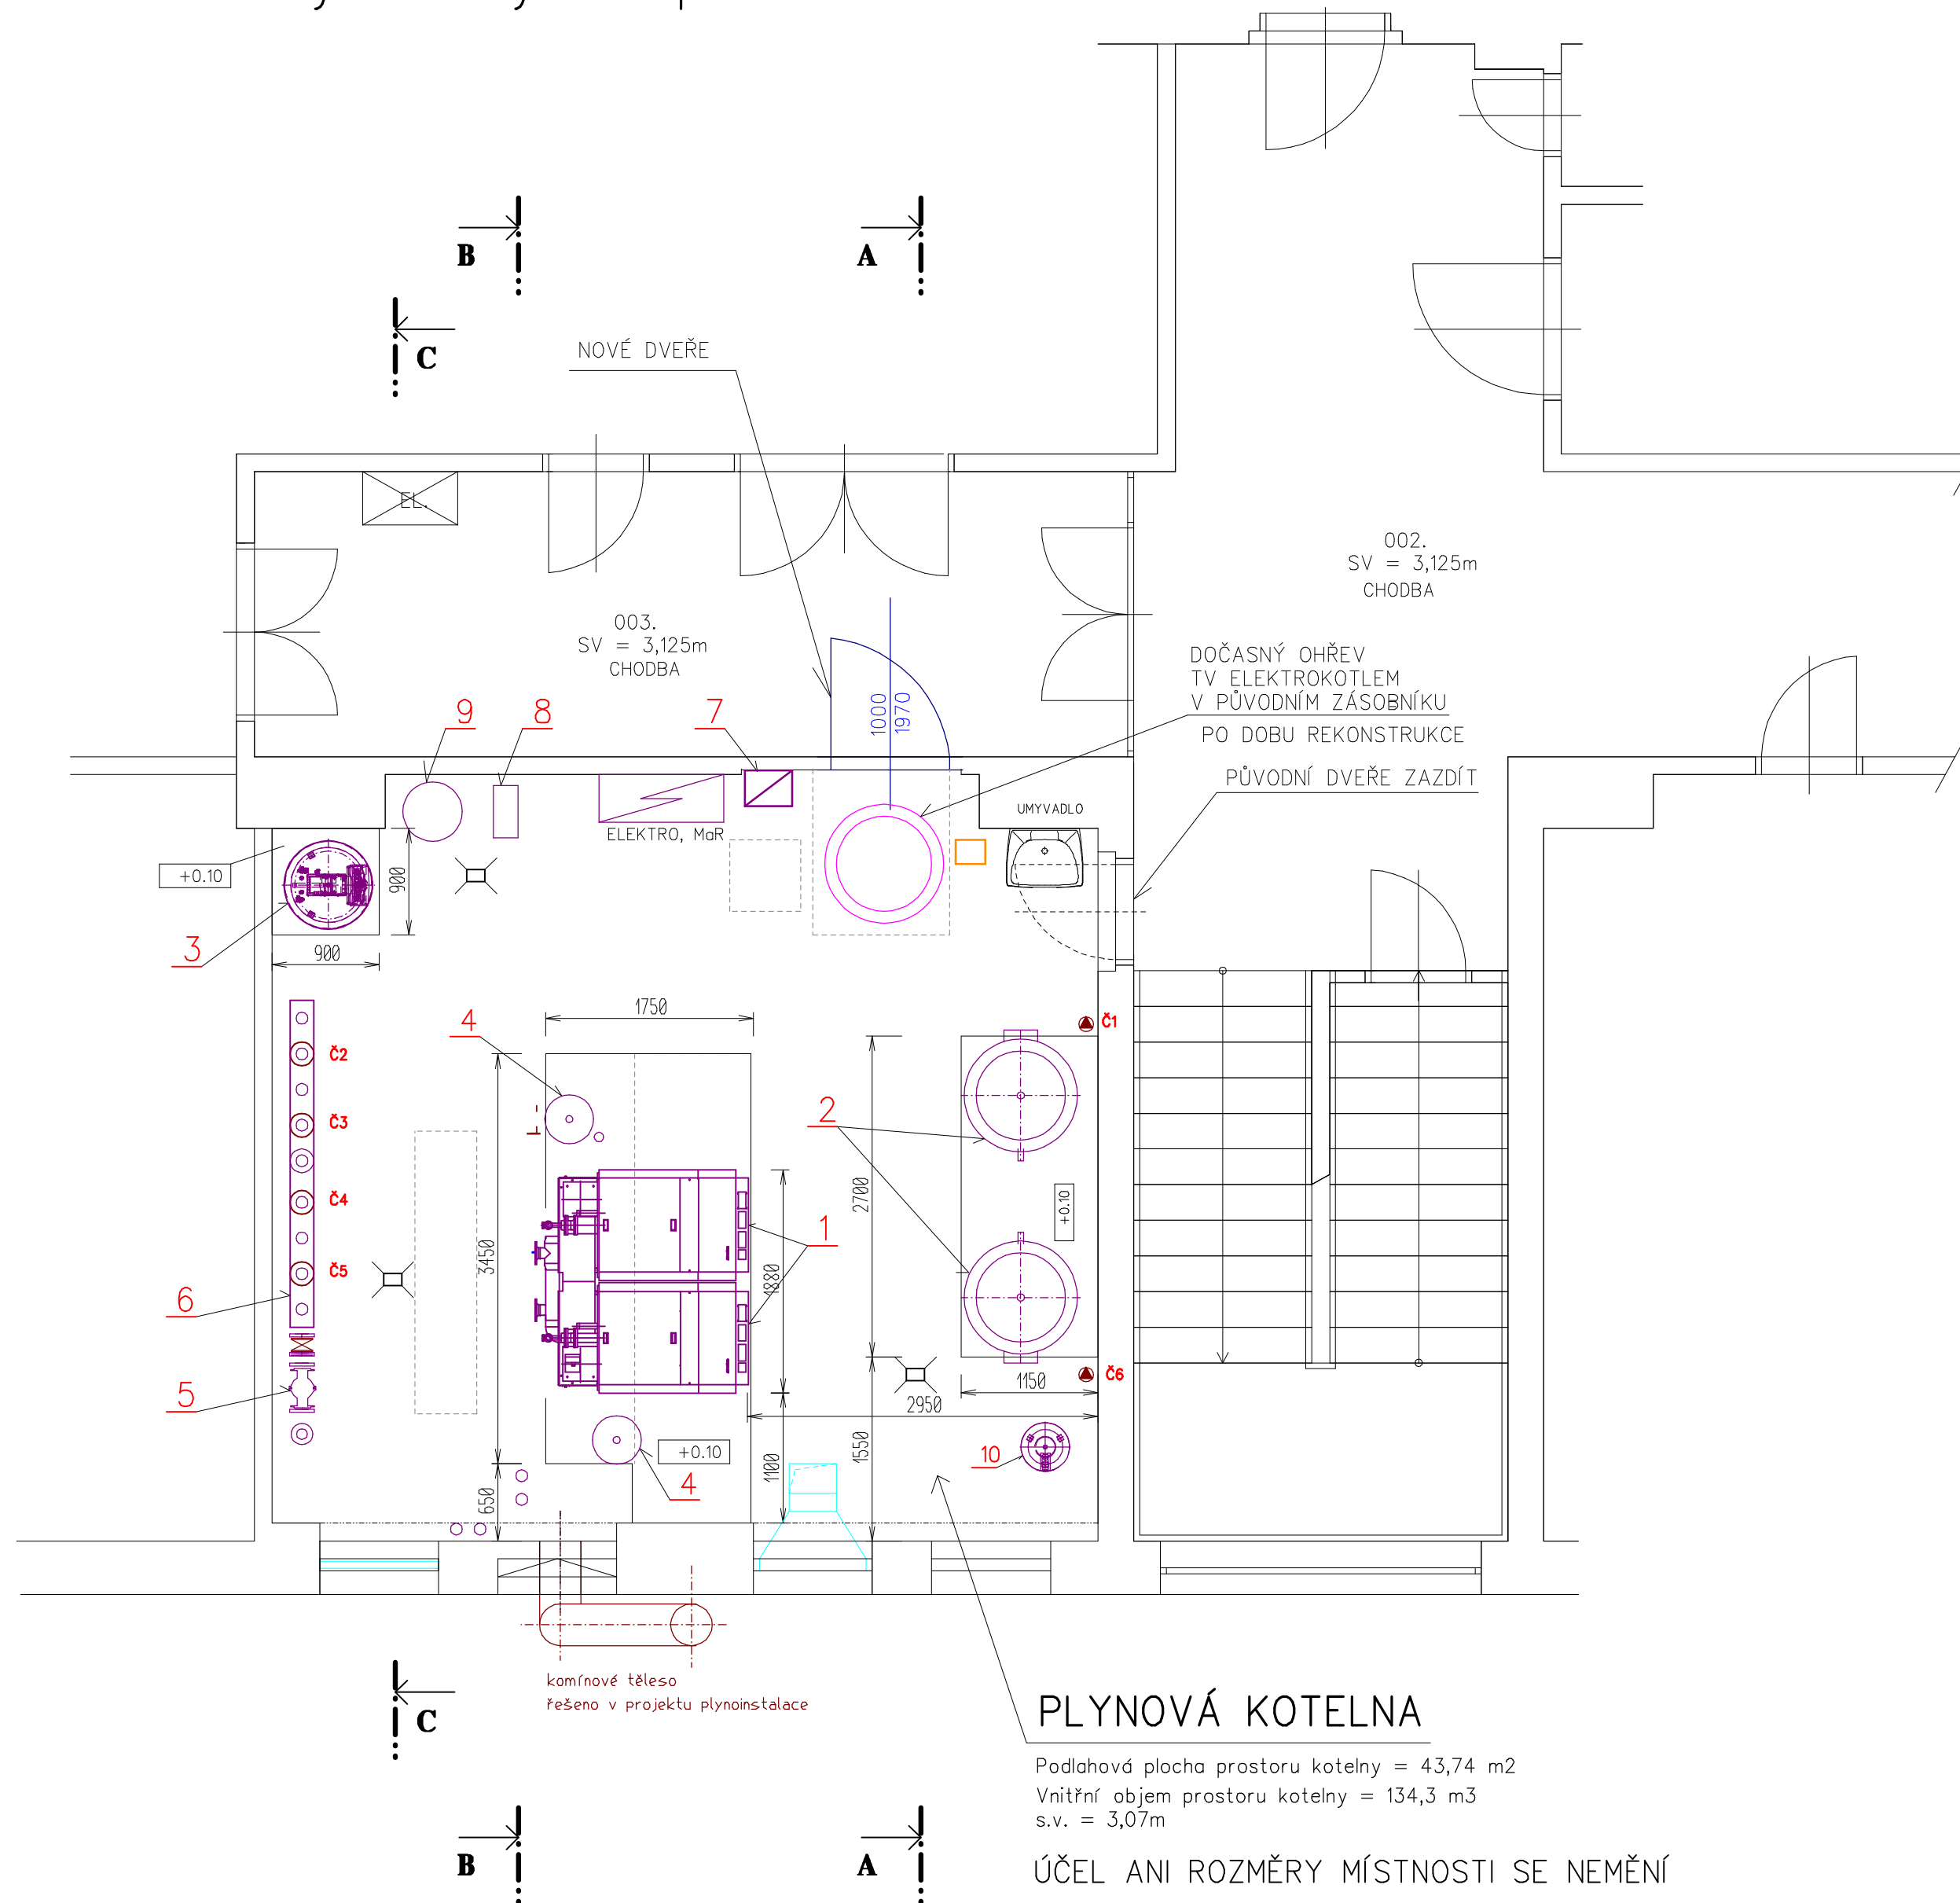 B
A
C
NOVÉ DVEŘE
EL.
002.
SV = 3,125m
CHODBA
003.
SV = 3,125m
CHODBA
DOČASNÝ OHŘEV
TV ELEKTROKOTLEM
V PŮVODNÍM ZÁSOBNÍKU
PO DOBU REKONSTRUKCE
1000
1970
9
8
7
PŮVODNÍ DVEŘE ZAZDÍT
UMYVADLO
ELEKTRO, MaR
+0.10
900
3
900
1750
4
Č1
Č2
Č3
2
2700
+0.10
Č4
1
3450
1880
Č5
6
5
Č6
1150
2950
+0.10
1100
1550
10
4
650
komínové těleso
řešeno v projektu plynoinstalace
C
PLYNOVÁ KOTELNA
Podlahová plocha prostoru kotelny = 43,74 m2
Vnitřní objem prostoru kotelny = 134,3 m3
s.v. = 3,07m
B
A
ÚČEL ANI ROZMĚRY MÍSTNOSTI SE NEMĚNÍ